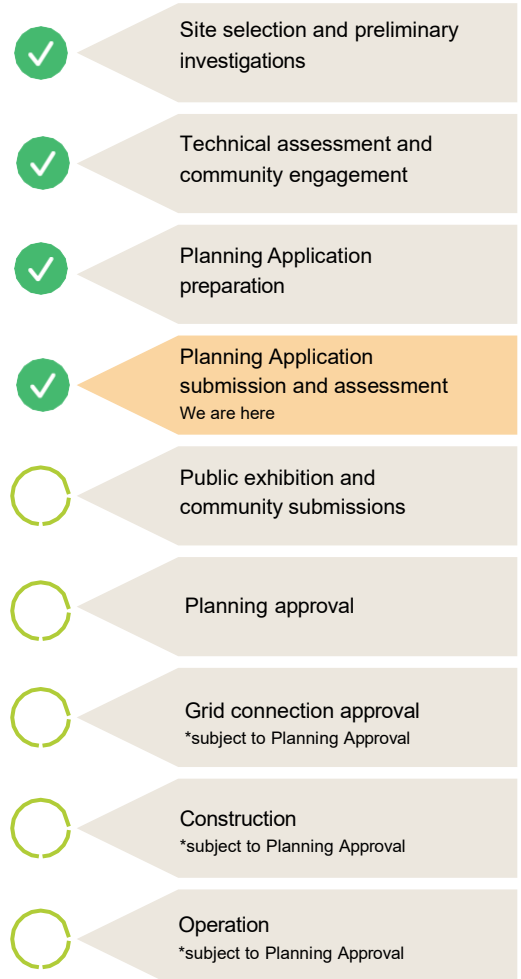 Site selection and preliminary
investigations
Technical assessment and
community engagement
Planning Application
preparation
Planning Application
submission and assessment
We are here
Public exhibition and
community submissions
Planning approval
Grid connection approval
*subject to Planning Approval
Construction
*subject to Planning Approval
Operation
*subject to Planning Approval